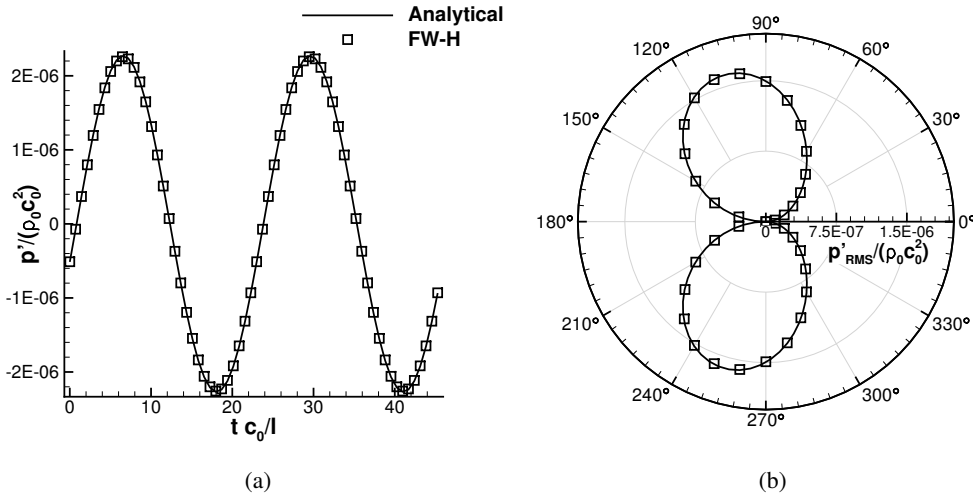 Analytical
FW-H
p'/(ρ₀c₀²)
2E-06
1E-06
0
-1E-06
-2E-06
0
10
20
30
40
t c₀/l
(a)
90°
120°
60°
150°
30°
180°
0°
0
7.5E-07
1.5E-06
p'RMS/(ρ₀c₀²)
210°
330°
240°
300°
270°
(b)